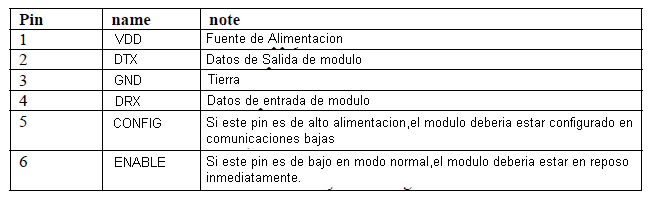 Pin name note
1 VDD Fuente de Alimentacion
2 DTX Datos de Salida de modulo
3 GND Tierra
4 DRX Datos de entrada de modulo
5 CONFIG Si este pin es de alto alimentacion,el modulo deberia estar configurado en
comunicaciones bajas
6 ENABLE Si este pin es de bajo en modo normal,el modulo deberia estar en reposo
inmediatamente.